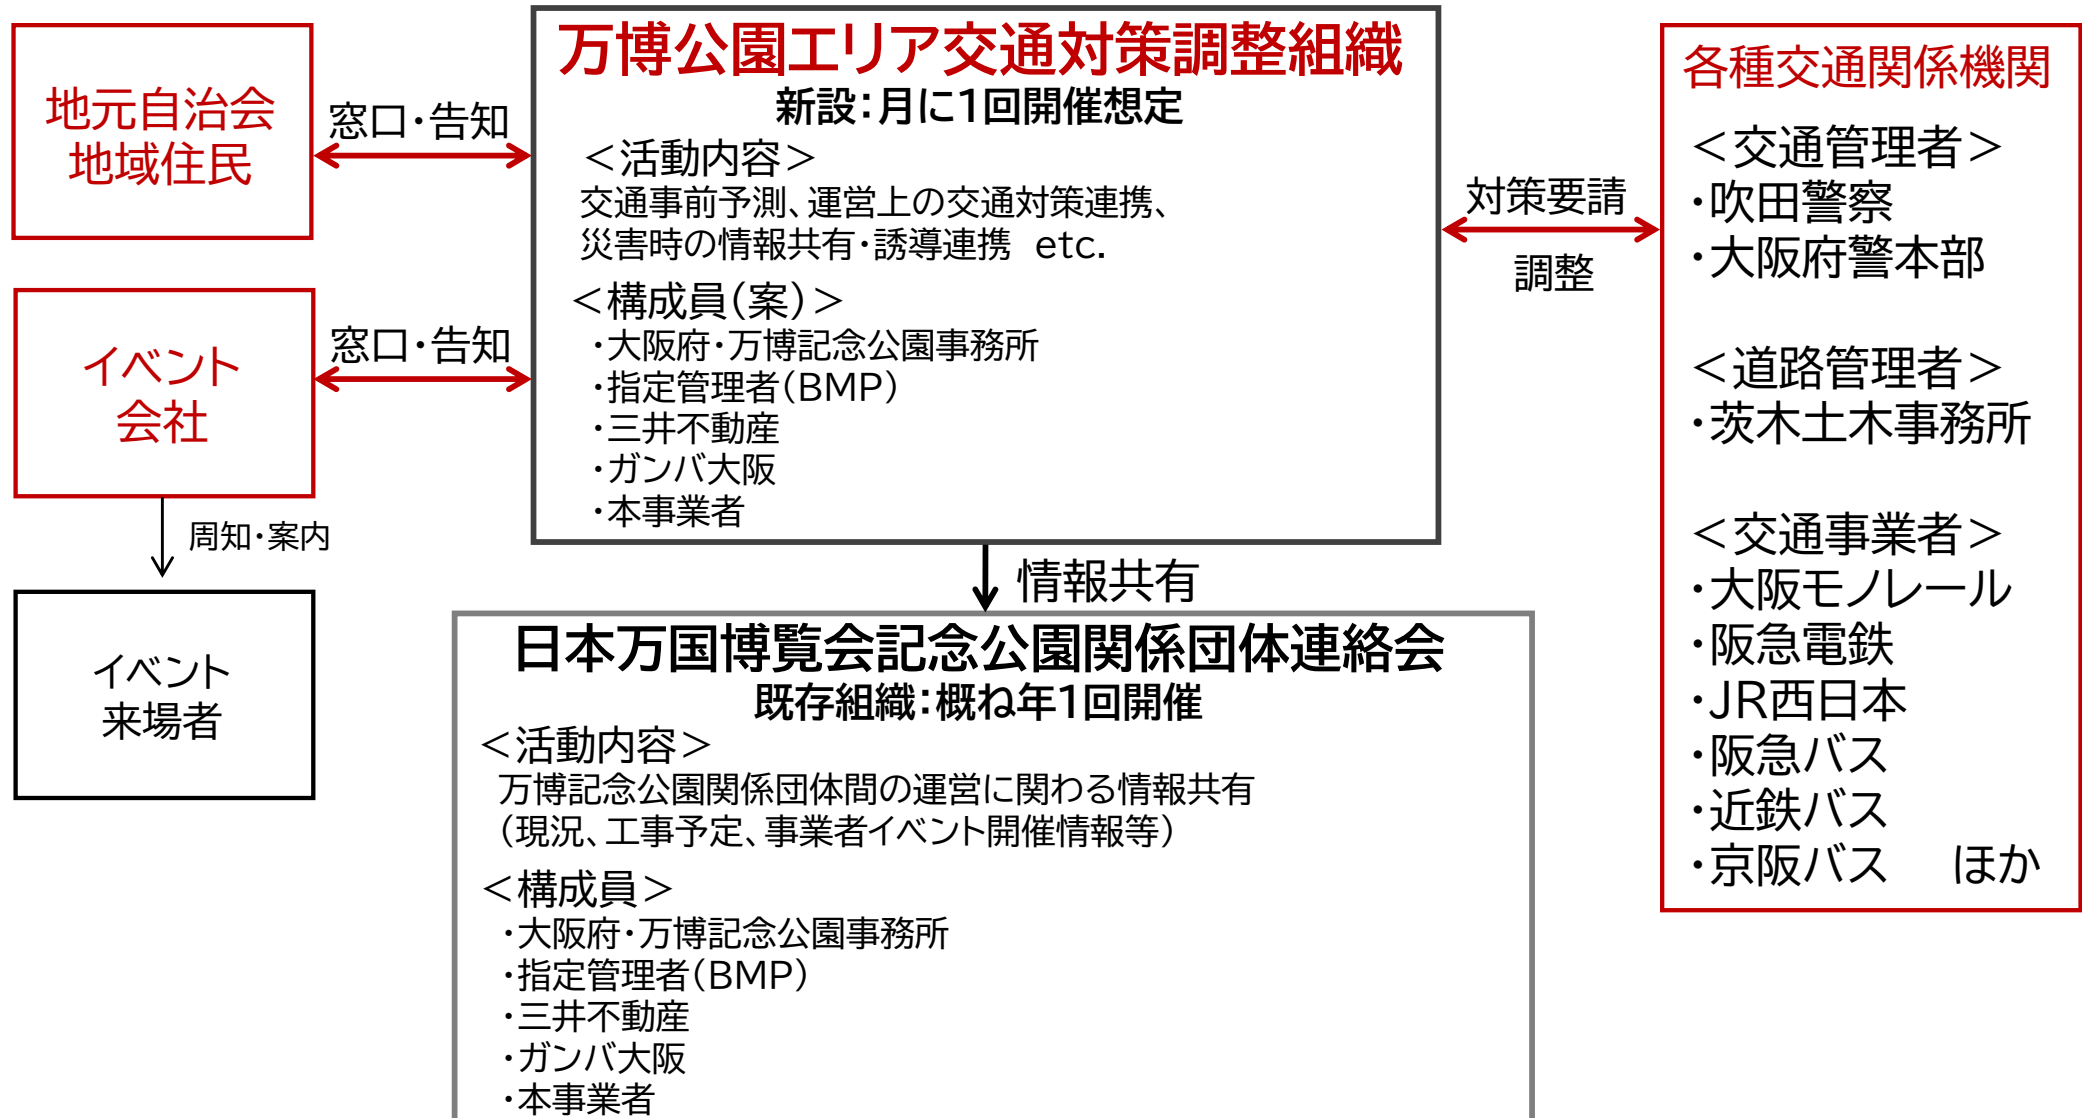 地元自治会
地域住民
窓口・告知
イベント
会社
窓口・告知
周知・案内
イベント
来場者
万博公園エリア交通対策調整組織
新設：月に1回開催想定
＜活動内容＞
交通事前予測、運営上の交通対策連携、
災害時の情報共有・誘導連携　etc.
＜構成員（案）＞
・大阪府・万博記念公園事務所
・指定管理者（BMP）
・三井不動産
・ガンバ大阪
・本事業者
情報共有
日本万国博覧会記念公園関係団体連絡会
既存組織：概ね年1回開催
＜活動内容＞
万博記念公園関係団体間の運営に関わる情報共有
（現況、工事予定、事業者イベント開催情報等）
＜構成員＞
・大阪府・万博記念公園事務所
・指定管理者（BMP）
・三井不動産
・ガンバ大阪
・本事業者
対策要請
調整
各種交通関係機関
＜交通管理者＞
・吹田警察
・大阪府警本部
＜道路管理者＞
・茨木土木事務所
＜交通事業者＞
・大阪モノレール
・阪急電鉄
・JR西日本
・阪急バス
・近鉄バス
・京阪バス　ほか